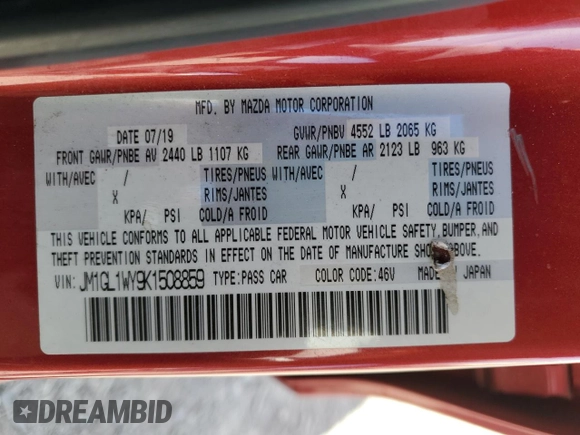 MFD. BY MAZDA MOTOR CORPORATION
DATE 07/19 GVWR/PNBV 4552 LB 2065 KG
FRONT GAWR/PNBE AV 2440 LB 1107 KG REAR GAWR/PNBE AR 2123 LB 963 KG
WITH/AVEC / TIRES/PNEUS WITH/AVEC / TIRES/PNEUS
X RIMS/JANTES X RIMS/JANTES
KPA/ PSI COLD/A FROID KPA/ PSI COLD/A FROID
THIS VEHICLE CONFORMS TO ALL APPLICABLE FEDERAL MOTOR VEHICLE SAFETY, BUMPER, AND
THEFT PREVENTION STANDARDS IN EFFECT ON THE DATE OF MANUFACTURE SHOWN ABOVE.
VIN: JM1GL1WY9K1508859 TYPE:PASS CAR COLOR CODE:46V MADE IN JAPAN
DREAMBID